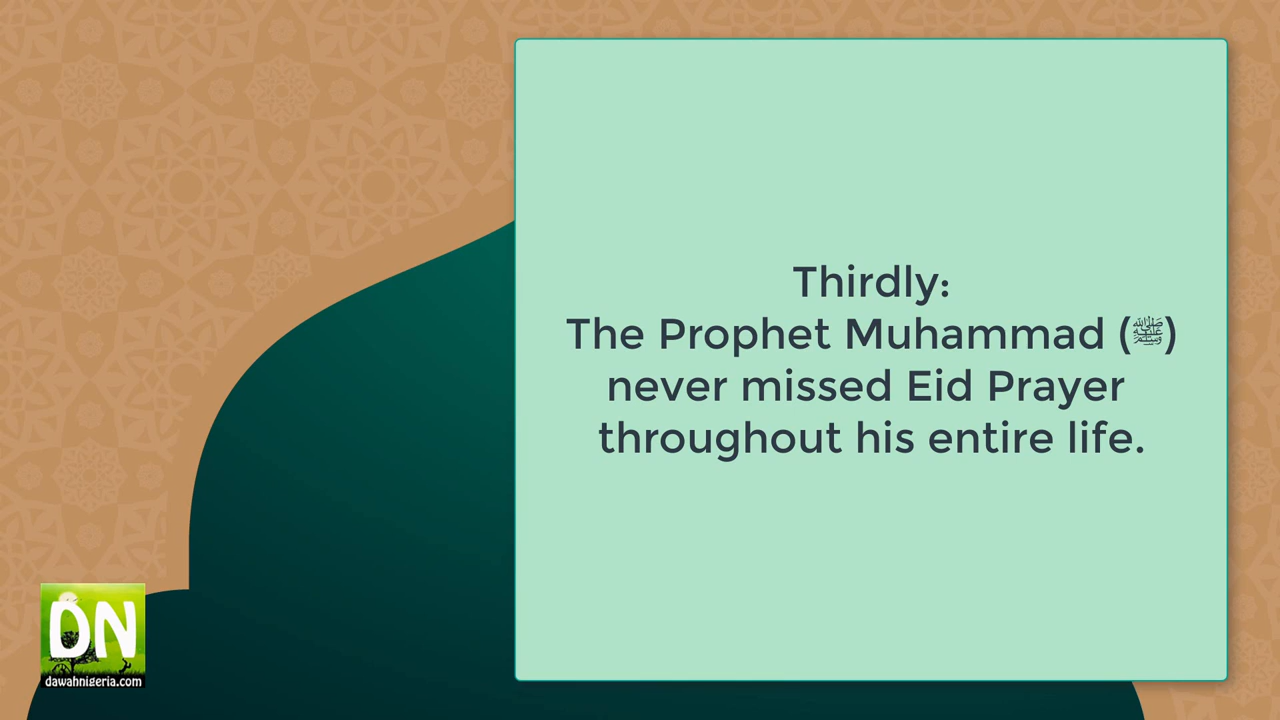 Thirdly:
The Prophet Muhammad (ﷺ)
never missed Eid Prayer
throughout his entire life.
DN
dawahnigeria.com